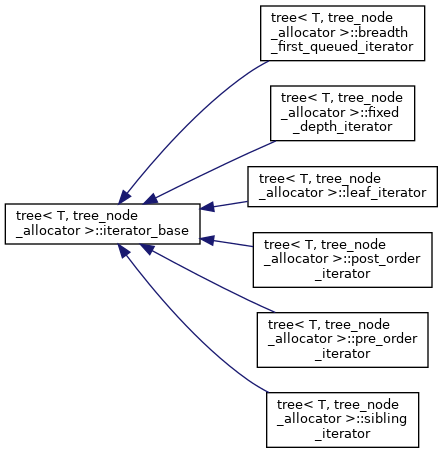 tree< T, tree_node
_allocator >::breadth
_first_queued_iterator
tree< T, tree_node
_allocator >::fixed
_depth_iterator
tree< T, tree_node
_allocator >::leaf_iterator
tree< T, tree_node
_allocator >::iterator_base
tree< T, tree_node
_allocator >::post_order
_iterator
tree< T, tree_node
_allocator >::pre_order
_iterator
tree< T, tree_node
_allocator >::sibling
_iterator